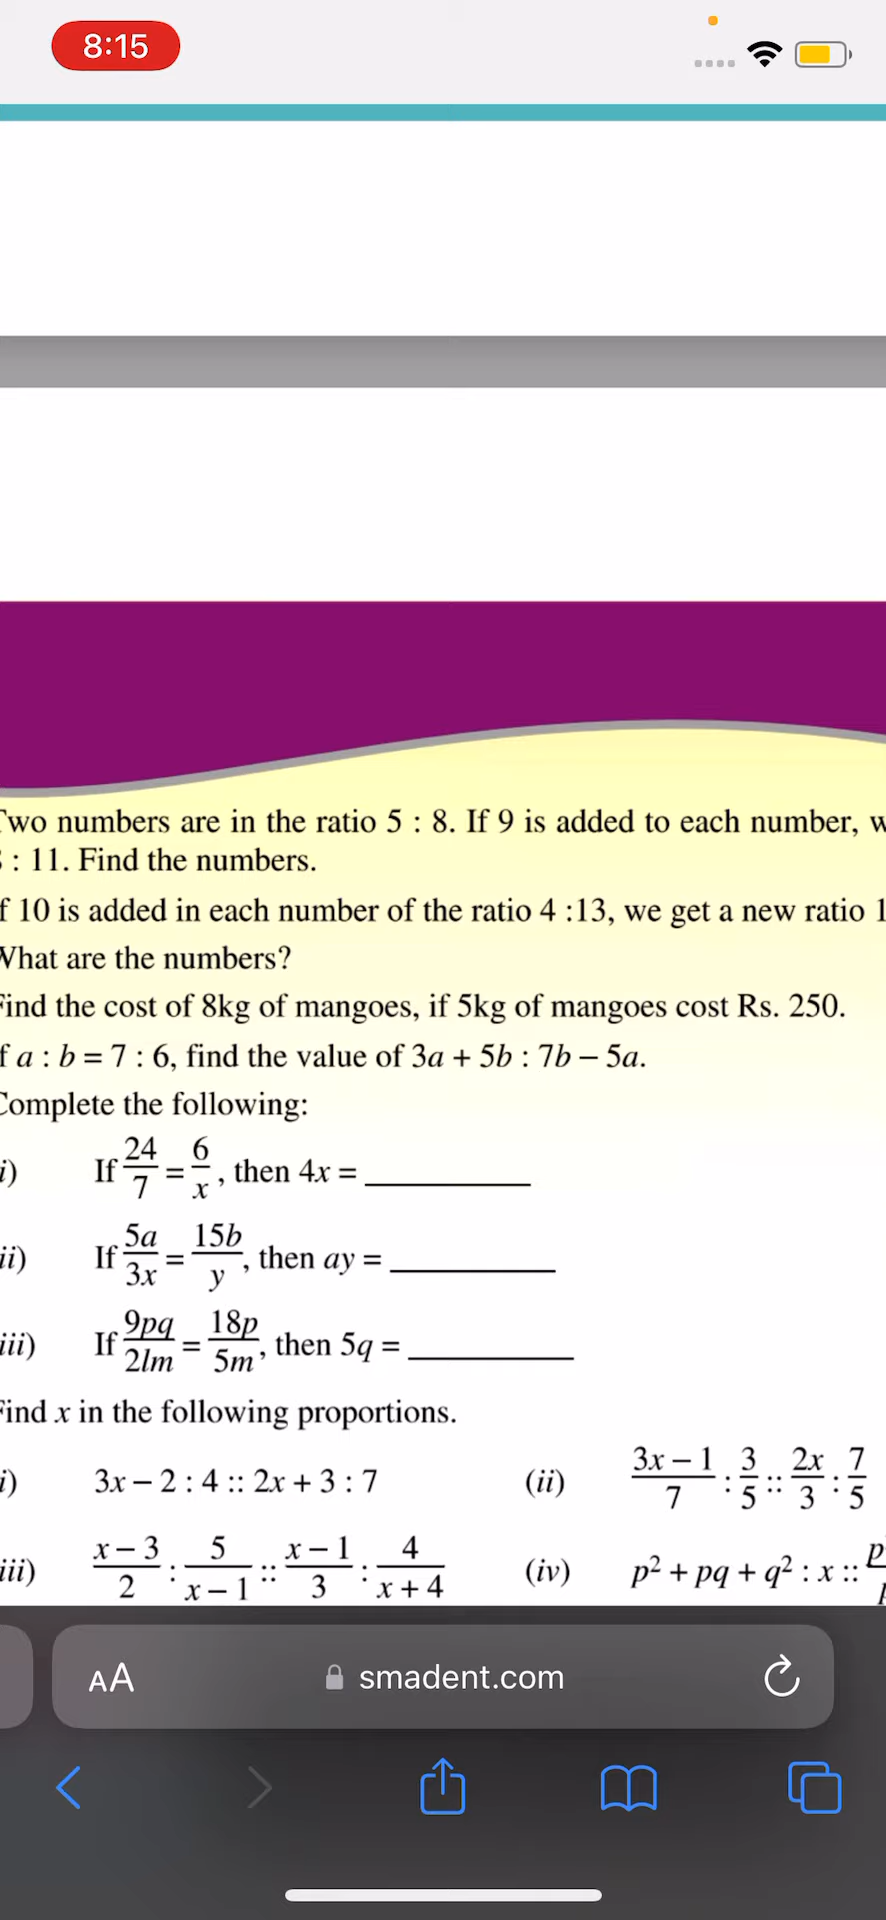 8:15
wo numbers are in the ratio 5 : 8. If 9 is added to each number, w
: 11. Find the numbers.
f 10 is added in each number of the ratio 4 :13, we get a new ratio 1
What are the numbers?
Find the cost of 8kg of mangoes, if 5kg of mangoes cost Rs. 250.
f a : b = 7 : 6, find the value of 3a + 5b : 7b – 5a.
Complete the following:
i) If 24/7 = 6/x, then 4x = ________
ii) If 5a/3x = 15b/y, then ay = ________
iii) If 9pq/2lm = 18p/5m, then 5q = ________
Find x in the following proportions.
i) 3x – 2 : 4 :: 2x + 3 : 7 (ii) 3x – 1/7 : 3/5 :: 2x/3 : 7/5
iii) x – 3/2 : 5/x – 1 :: x – 1/3 : 4/x + 4 (iv) p² + pq + q² : x ::
AA smadent.com